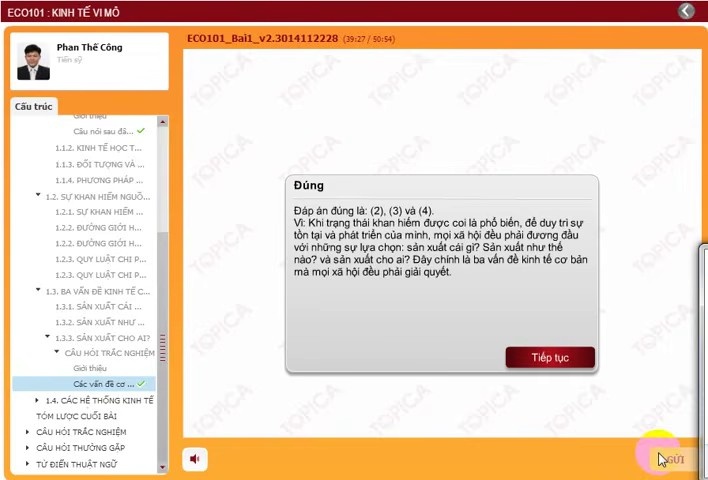 ECO101 : KINH TẾ VI MÔ
Phan Thế Công
Tiến sỹ
ECO101_Bai1_v2.3014112228 (39:27 / 50:54)
Cấu trúc
Giới thiệu
Câu nói sau đâ...
1.1.2. KINH TẾ HỌC T...
1.1.3. ĐỐI TƯỢNG VÀ ...
1.1.4. PHƯƠNG PHÁP ...
1.2. SỰ KHAN HIẾM NGUỒ...
1.2.1. SỰ KHAN HIẾM ...
1.2.2. ĐƯỜNG GIỚI H...
1.2.2. ĐƯỜNG GIỚI H...
1.2.3. QUY LUẬT CHI P...
1.2.3. QUY LUẬT CHI P...
1.3. BA VẤN ĐỀ KINH TẾ C...
1.3.1. SẢN XUẤT CÁI ...
1.3.2. SẢN XUẤT NHƯ ...
1.3.3. SẢN XUẤT CHO AI?
CÂU HỎI TRẮC NGHIỆM
Giới thiệu
Các vấn đề cơ ...
1.4. CÁC HỆ THỐNG KINH TẾ
TÓM LƯỢC CUỐI BÀI
CÂU HỎI TRẮC NGHIỆM
CÂU HỎI THƯỜNG GẶP
TỪ ĐIỂN THUẬT NGỮ
Đúng
Đáp án đúng là: (2), (3) và (4).
Vì: Khi trạng thái khan hiếm được coi là phổ biến, để duy trì sự
tồn tại và phát triển của mình, mọi xã hội đều phải đương đầu
với những sự lựa chọn: sản xuất cái gì? Sản xuất như thế
nào? và sản xuất cho ai? Đây chính là ba vấn đề kinh tế cơ bản
mà mọi xã hội đều phải giải quyết.
Tiếp tục
GỬI
TOPICA